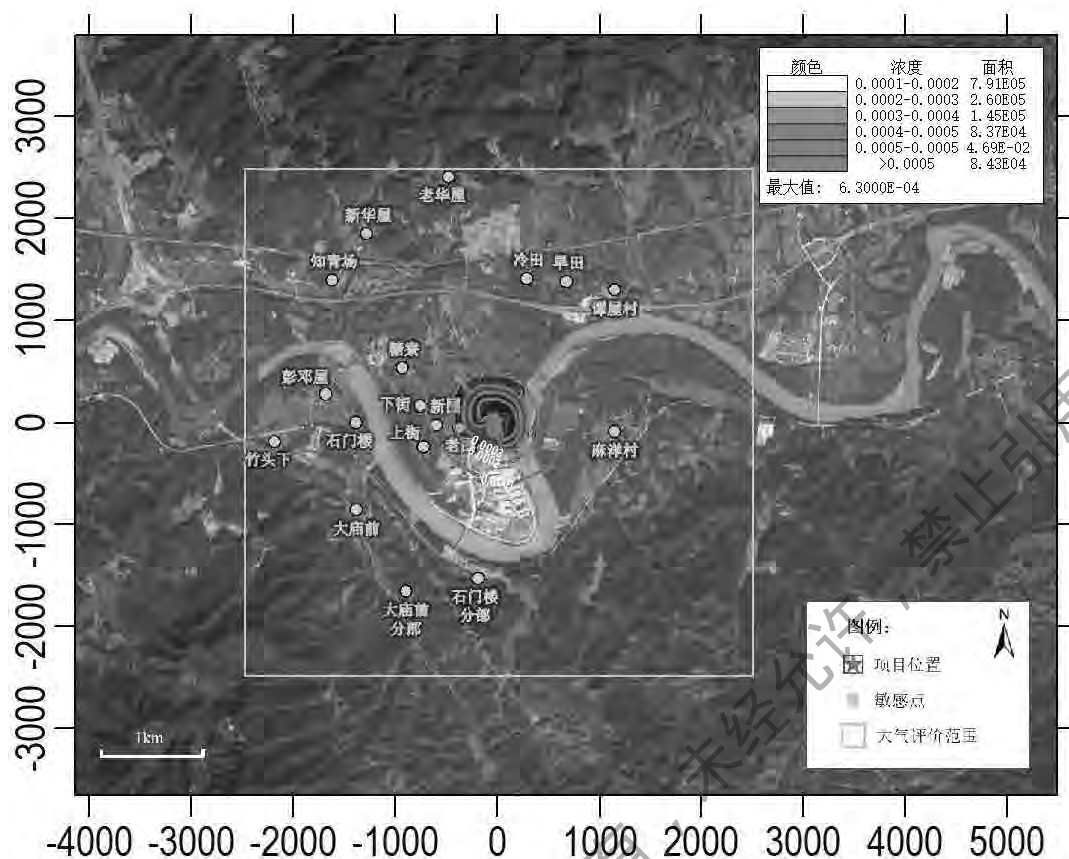 颜色 浓度 面积
0.0001-0.0002 7.91E05
0.0002-0.0003 2.60E05
0.0003-0.0004 1.45E05
0.0004-0.0005 8.37E04
0.0005-0.0005 4.69E-02
>0.0005 8.43E04
最大值: 6.3000E-04
3000
2000
1000
0
-1000
-2000
-3000
老华屋
新华屋
知青场
冷田
旱田
谭屋村
彭邓屋
下街
新围
上街
石门楼
竹头下
麻洋村
0.0003
大庙前
石门楼
分部
大庙前
分部
图例:
N
项目位置
敏感点
大气评价范围
1km
-4000 -3000 -2000 -1000 0 1000 2000 3000 4000 5000
未经允许,禁止引用